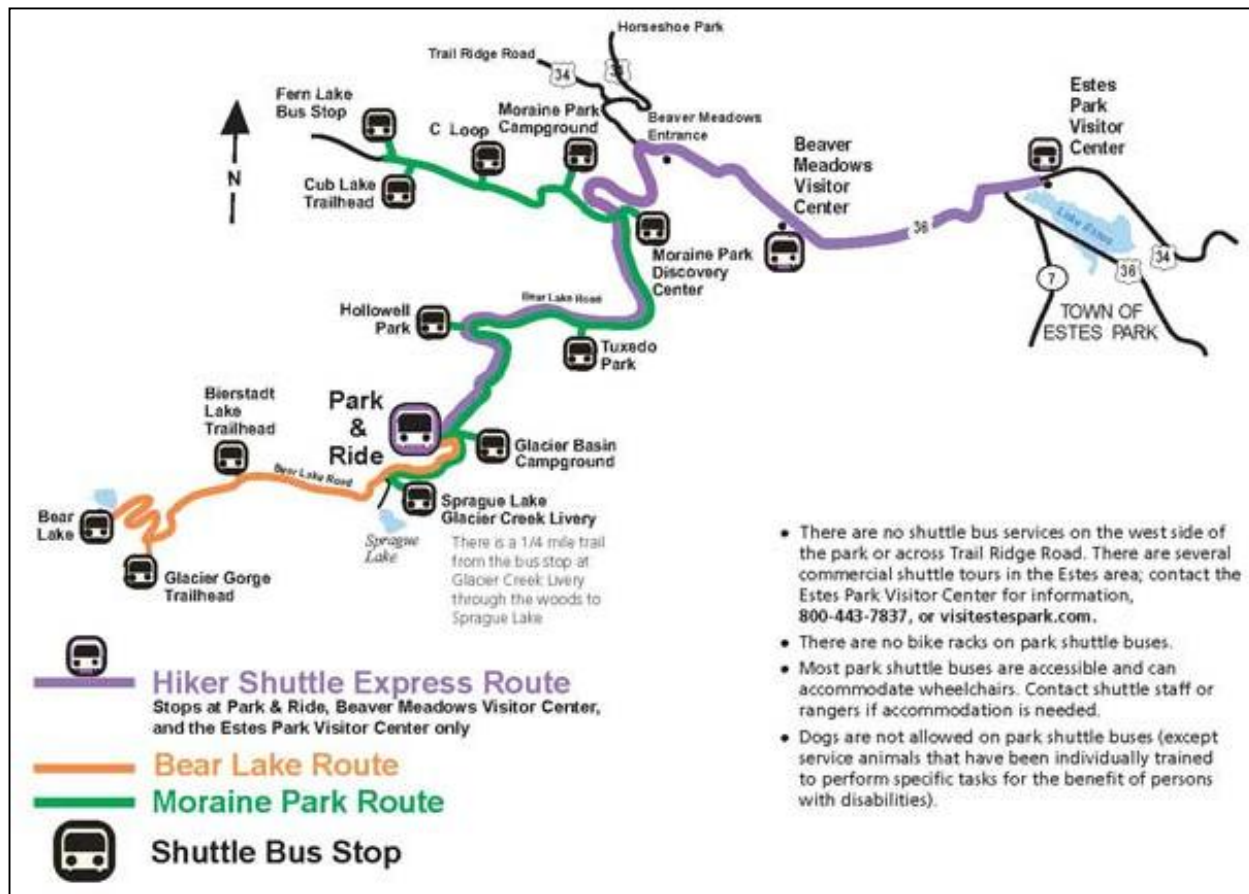 Horseshoe Park
Trail Ridge Road
34
34
Fern Lake
Bus Stop
C Loop
Moraine Park
Campground
Beaver Meadows
Entrance
Beaver
Meadows
Visitor
Center
Estes
Park
Visitor
Center
N
Cub Lake
Trailhead
Moraine Park
Discovery
Center
36
Lake Estes
7
36
34
TOWN OF
ESTES PARK
Hollowell
Park
Bear Lake Road
Tuxedo
Park
Bierstadt
Lake
Trailhead
Park
&
Ride
Glacier Basin
Campground
Bear Lake Road
Bear
Lake
Glacier Gorge
Trailhead
Sprague
Lake
Sprague Lake
Glacier Creek Livery
There is a 1/4 mile trail
from the bus stop at
Glacier Creek Livery
through the woods to
Sprague Lake
Hiker Shuttle Express Route
Stops at Park & Ride, Beaver Meadows Visitor Center,
and the Estes Park Visitor Center only
Bear Lake Route
Moraine Park Route
Shuttle Bus Stop
• There are no shuttle bus services on the west side of
the park or across Trail Ridge Road. There are several
commercial shuttle tours in the Estes area; contact the
Estes Park Visitor Center for information,
800-443-7837, or visitestespark.com.
• There are no bike racks on park shuttle buses.
• Most park shuttle buses are accessible and can
accommodate wheelchairs. Contact shuttle staff or
rangers if accommodation is needed.
• Dogs are not allowed on park shuttle buses (except
service animals that have been individually trained
to perform specific tasks for the benefit of persons
with disabilities).